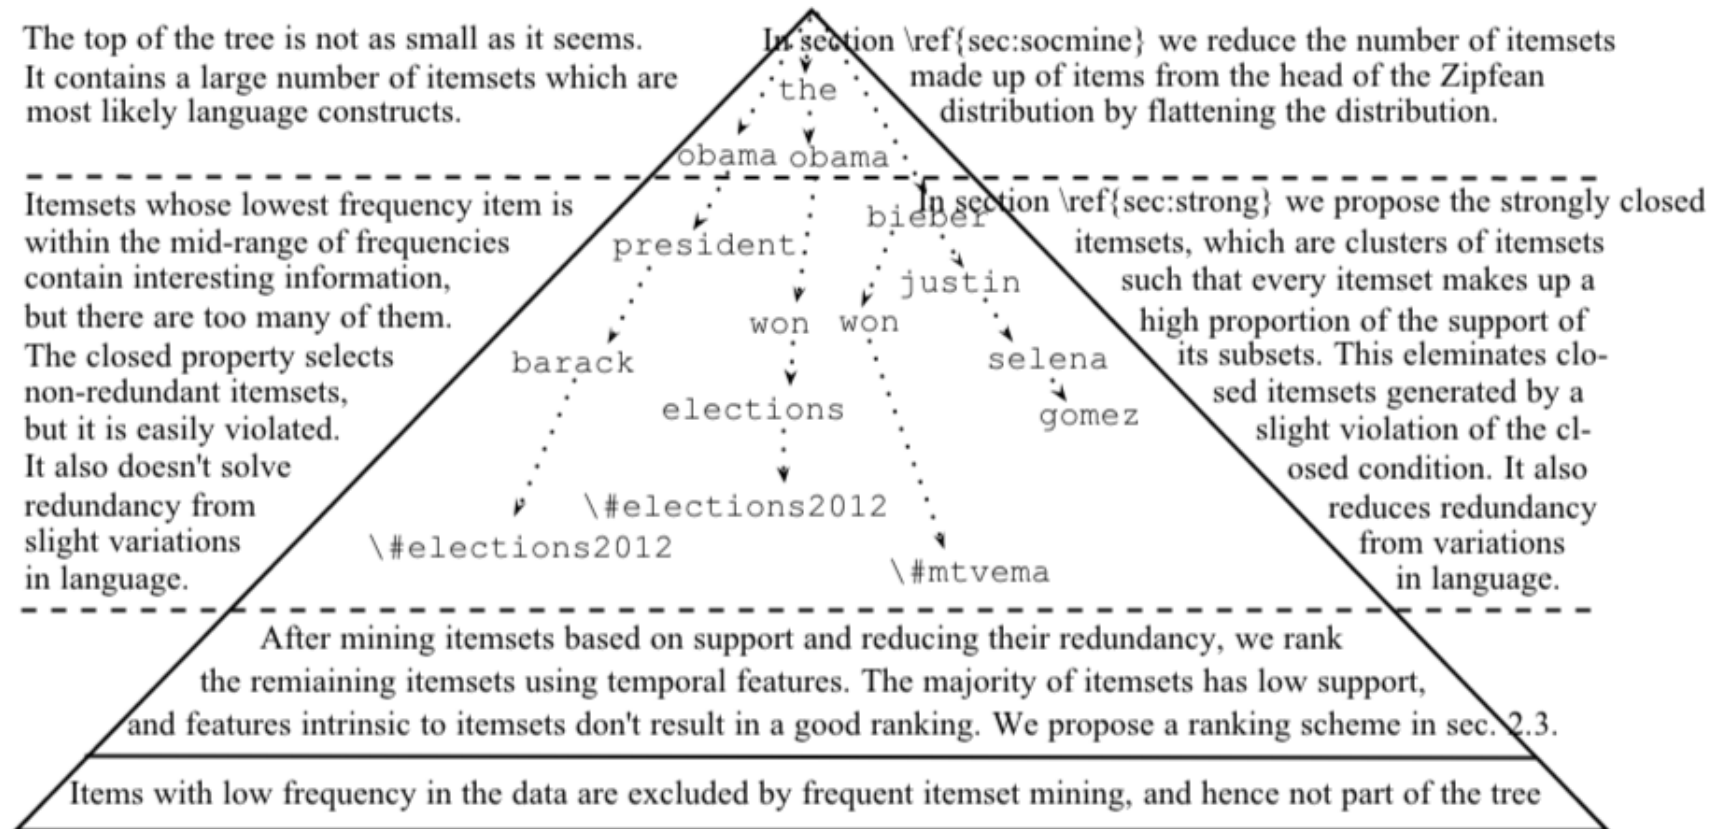 The top of the tree is not as small as it seems.
It contains a large number of itemsets which are
most likely language constructs.
In section \ref{sec:socmine} we reduce the number of itemsets
made up of items from the head of the Zipfean
distribution by flattening the distribution.
the
obama obama
Itemsets whose lowest frequency item is
within the mid-range of frequencies
contain interesting information,
but there are too many of them.
The closed property selects
non-redundant itemsets,
but it is easily violated.
It also doesn't solve
redundancy from
slight variations
in language.
bieber
president
justin
won won
barack
selena
elections
gomez
\#elections2012
\#elections2012
\#mtvema
In section \ref{sec:strong} we propose the strongly closed
itemsets, which are clusters of itemsets
such that every itemset makes up a
high proportion of the support of
its subsets. This eleminates clo-
sed itemsets generated by a
slight violation of the cl-
osed condition. It also
reduces redundancy
from variations
in language.
After mining itemsets based on support and reducing their redundancy, we rank
the remiaining itemsets using temporal features. The majority of itemsets has low support,
and features intrinsic to itemsets don't result in a good ranking. We propose a ranking scheme in sec. 2.3.
Items with low frequency in the data are excluded by frequent itemset mining, and hence not part of the tree